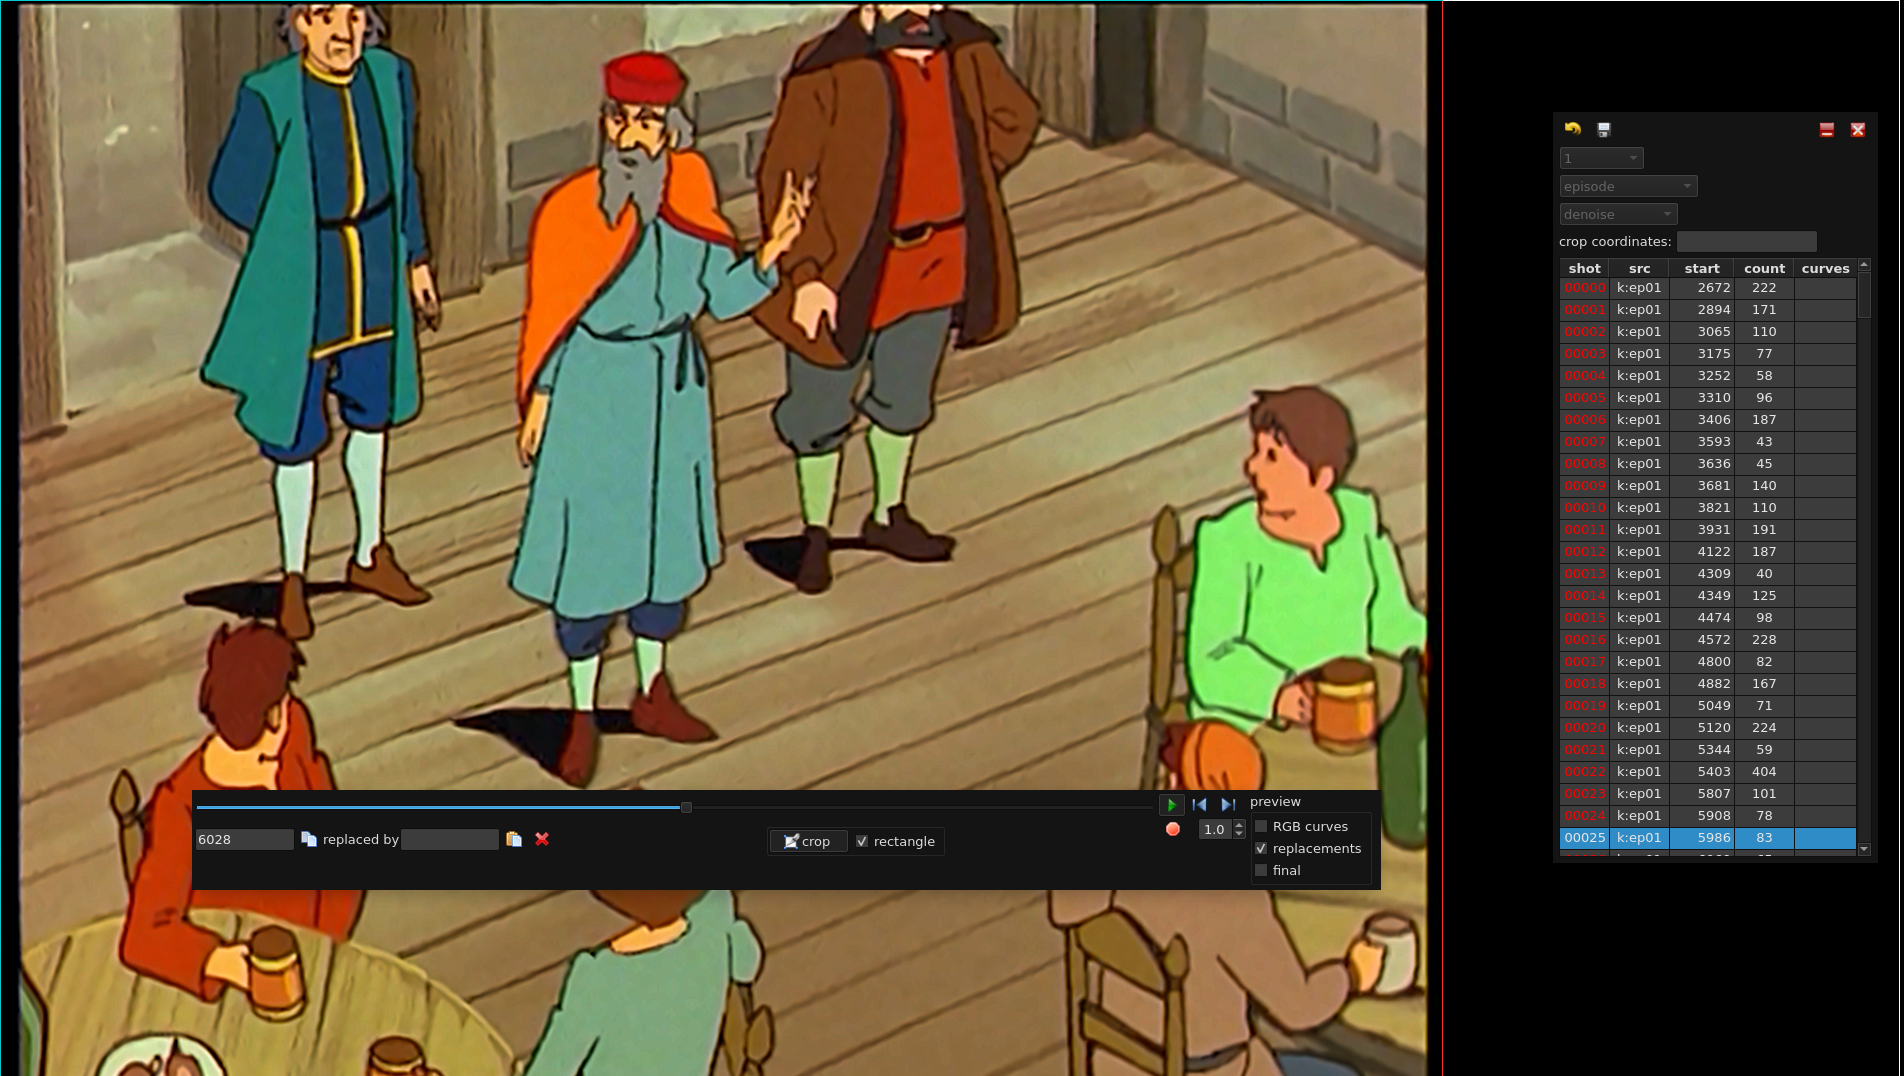 1
episode
denoise
crop coordinates:
shot src start count curves
00000 k:ep01 2672 222
00001 k:ep01 2894 171
00002 k:ep01 3065 110
00003 k:ep01 3175 77
00004 k:ep01 3252 58
00005 k:ep01 3310 96
00006 k:ep01 3406 187
00007 k:ep01 3593 43
00008 k:ep01 3636 45
00009 k:ep01 3681 140
00010 k:ep01 3821 110
00011 k:ep01 3931 191
00012 k:ep01 4122 187
00013 k:ep01 4309 40
00014 k:ep01 4349 125
00015 k:ep01 4474 98
00016 k:ep01 4572 228
00017 k:ep01 4800 82
00018 k:ep01 4882 167
00019 k:ep01 5049 71
00020 k:ep01 5120 224
00021 k:ep01 5344 59
00022 k:ep01 5403 404
00023 k:ep01 5807 101
00024 k:ep01 5908 78
00025 k:ep01 5986 83
preview
1.0
RGB curves
6028 replaced by
crop rectangle
replacements
final